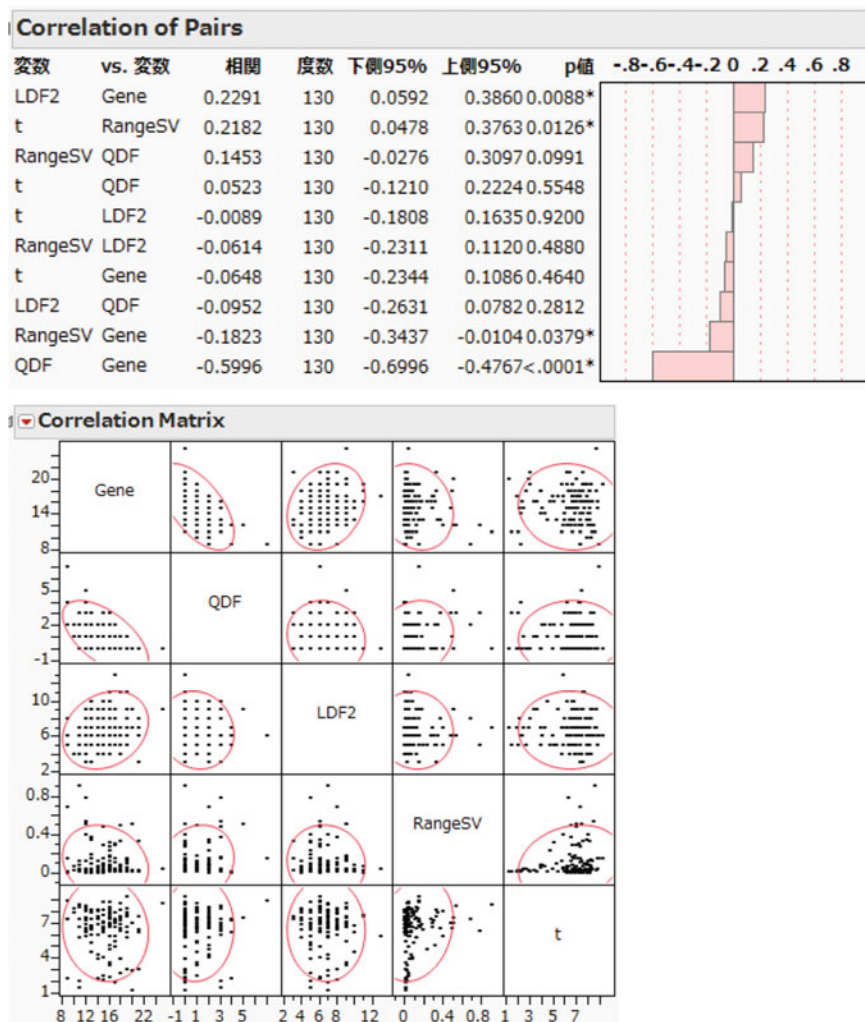 Correlation of Pairs
変数 vs. 変数 相関 度数 下側95% 上側95% p値 -.8-.6-.4-.2 0 .2 .4 .6 .8
LDF2 Gene 0.2291 130 0.0592 0.3860 0.0088*
t RangeSV 0.2182 130 0.0478 0.3763 0.0126*
RangeSV QDF 0.1453 130 -0.0276 0.3097 0.0991
t QDF 0.0523 130 -0.1210 0.2224 0.5548
t LDF2 -0.0089 130 -0.1808 0.1635 0.9200
RangeSV LDF2 -0.0614 130 -0.2311 0.1120 0.4880
t Gene -0.0648 130 -0.2344 0.1086 0.4640
LDF2 QDF -0.0952 130 -0.2631 0.0782 0.2812
RangeSV Gene -0.1823 130 -0.3437 -0.0104 0.0379*
QDF Gene -0.5996 130 -0.6996 -0.4767 <.0001*
Correlation Matrix
20
Gene
14
8
5
QDF
2
-1
10
LDF2
6
2
0.8
RangeSV
0.4
0
7
t
4
1
8 12 16 22 -1 1 3 5 2 4 6 8 12 0 0.4 0.8 1 3 5 7